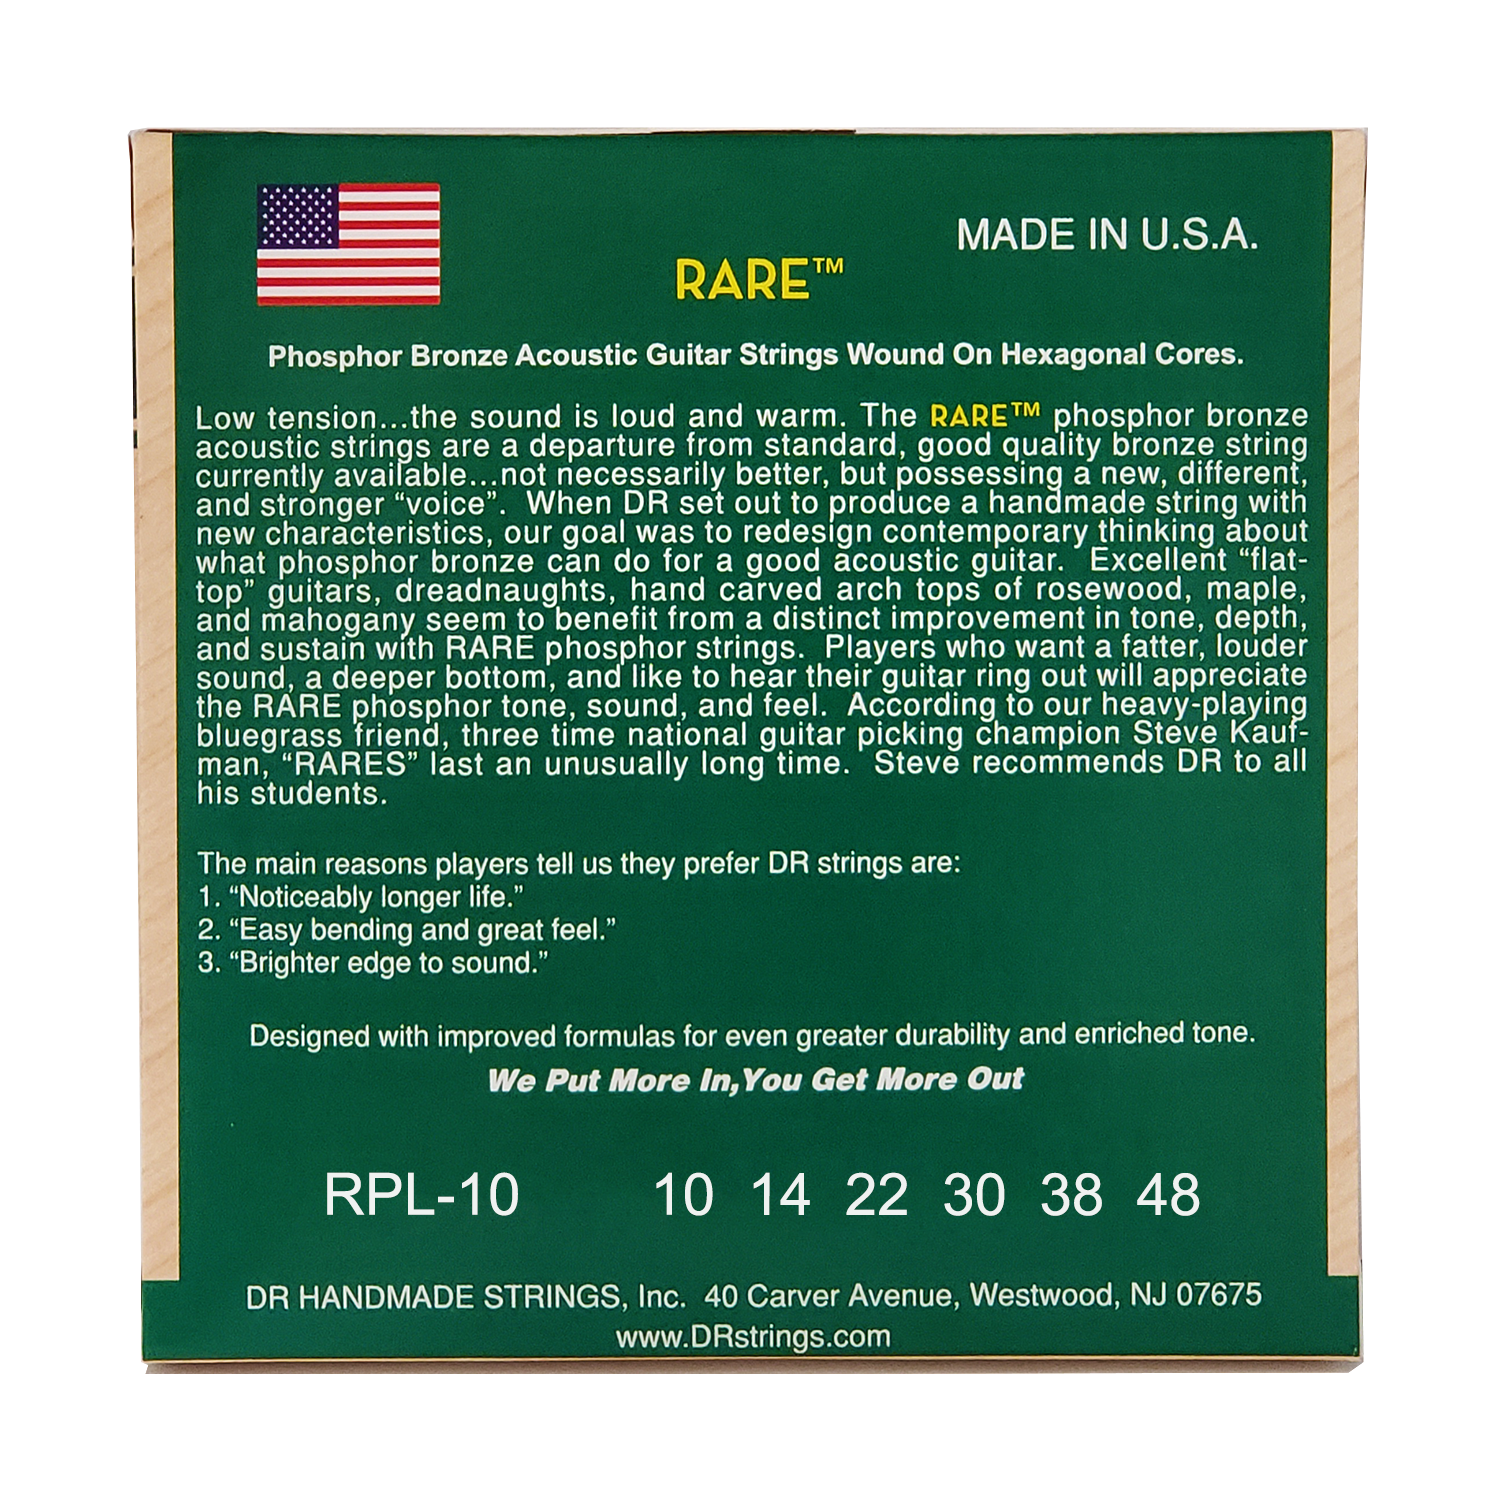 MADE IN U.S.A.
RARE™
Phosphor Bronze Acoustic Guitar Strings Wound On Hexagonal Cores.
Low tension...the sound is loud and warm. The RARE™ phosphor bronze
acoustic strings are a departure from standard, good quality bronze string
currently available...not necessarily better, but possessing a new, different,
and stronger “voice”.  When DR set out to produce a handmade string with
new characteristics, our goal was to redesign contemporary thinking about
what phosphor bronze can do for a good acoustic guitar.  Excellent “flat-
top” guitars, dreadnaughts, hand carved arch tops of rosewood, maple,
and mahogany seem to benefit from a distinct improvement in tone, depth,
and sustain with RARE phosphor strings.  Players who want a fatter, louder
sound, a deeper bottom, and like to hear their guitar ring out will appreciate
the RARE phosphor tone, sound, and feel.  According to our heavy-playing
bluegrass friend, three time national guitar picking champion Steve Kauf-
man, “RARES” last an unusually long time.  Steve recommends DR to all
his students.
The main reasons players tell us they prefer DR strings are:
1. “Noticeably longer life.”
2. “Easy bending and great feel.”
3. “Brighter edge to sound.”
Designed with improved formulas for even greater durability and enriched tone.
We Put More In,You Get More Out
RPL-10 10 14 22 30 38 48
DR HANDMADE STRINGS, Inc.  40 Carver Avenue, Westwood, NJ 07675
www.DRstrings.com